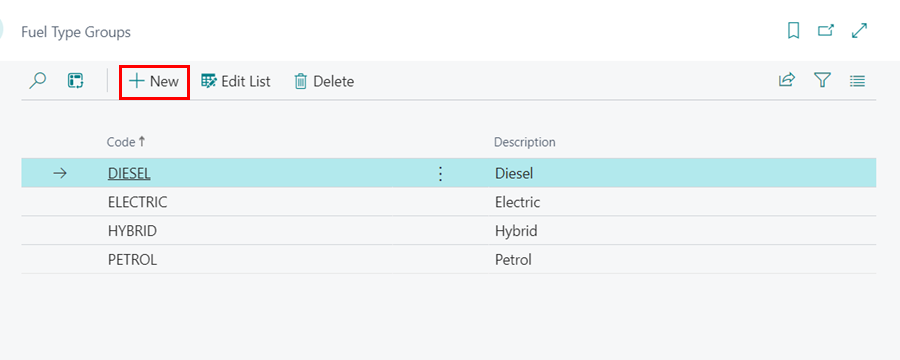 Fuel Type Groups
New Edit List Delete
Code↑ Description
DIESEL Diesel
ELECTRIC Electric
HYBRID Hybrid
PETROL Petrol